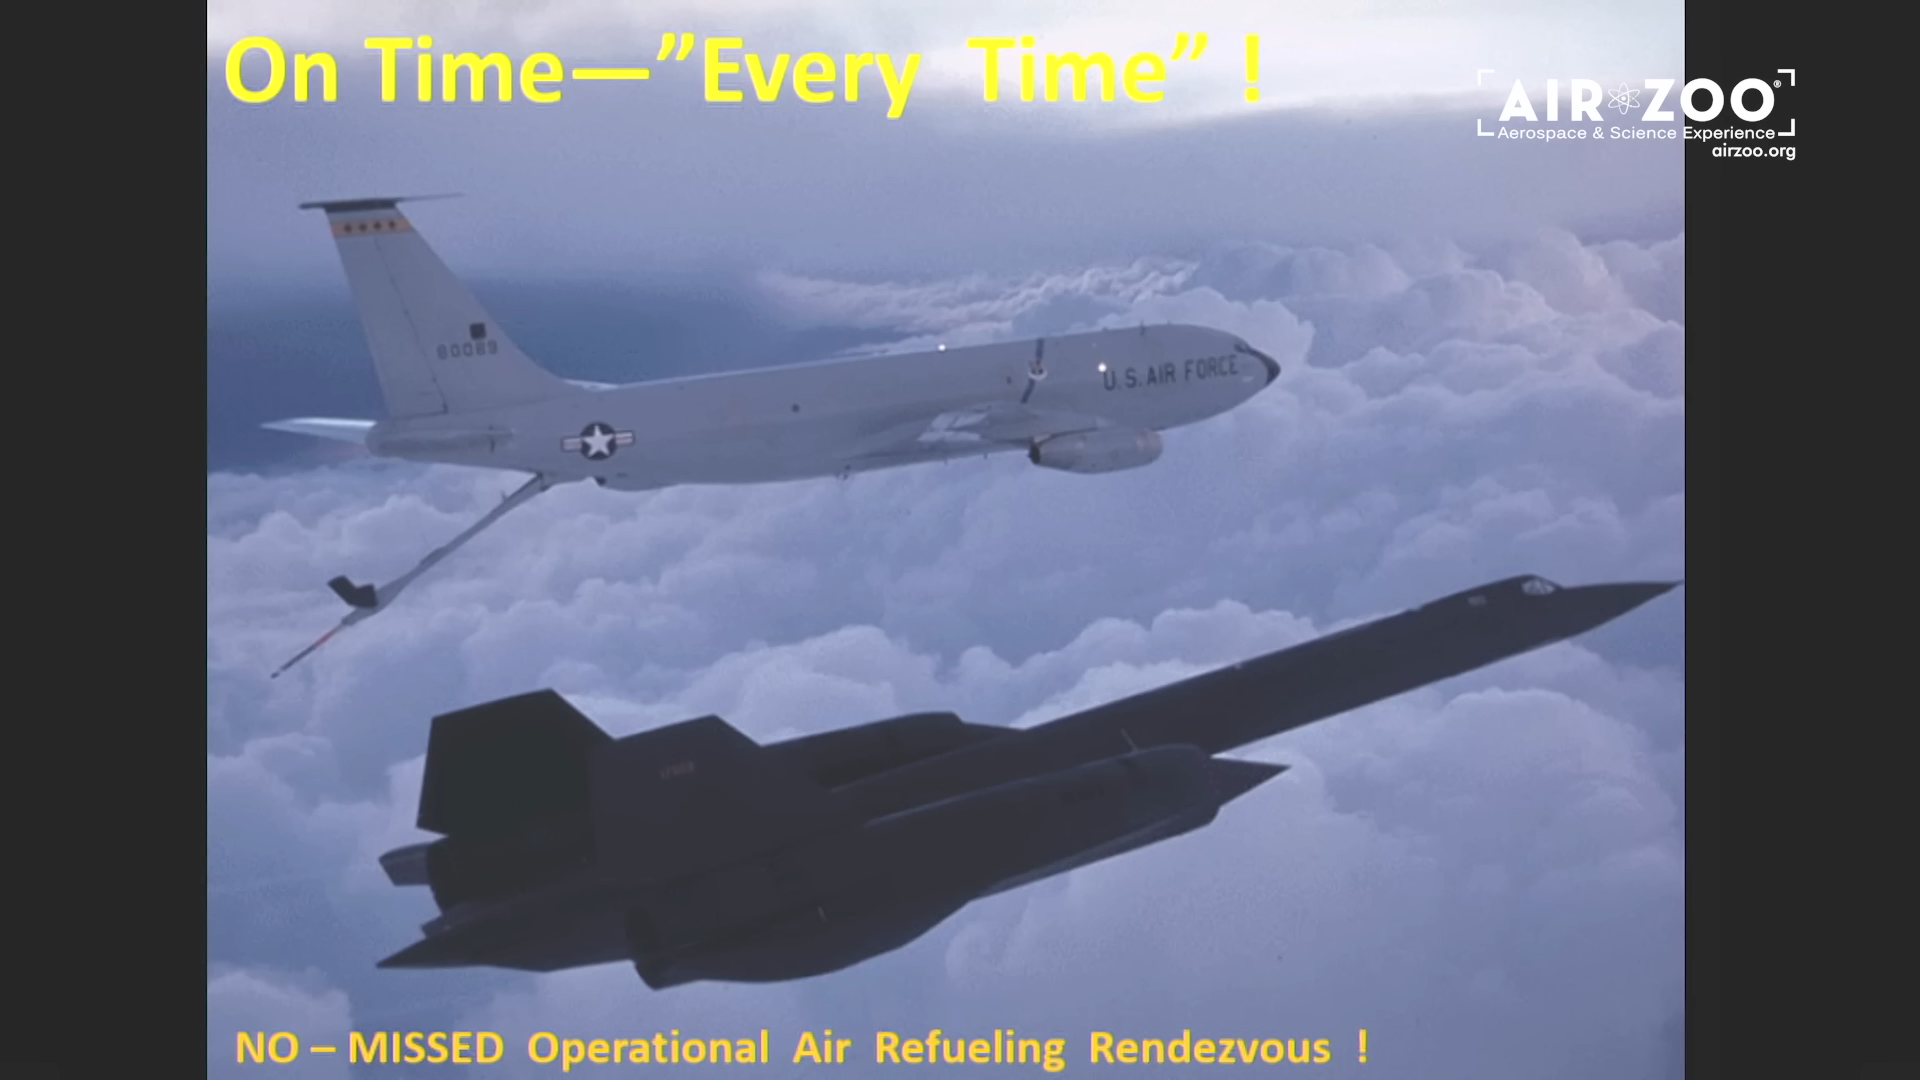 On Time—”Every Time” !
AIR ZOO®
Aerospace & Science Experience
airzoo.org
80089
U.S. AIR FORCE
NO – MISSED Operational Air Refueling Rendezvous !